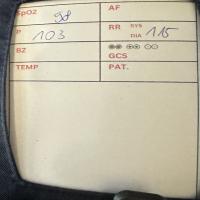 SpO2 98 AF
P 103 RR SYS 115
DIA
BZ
GCS
TEMP PAT.